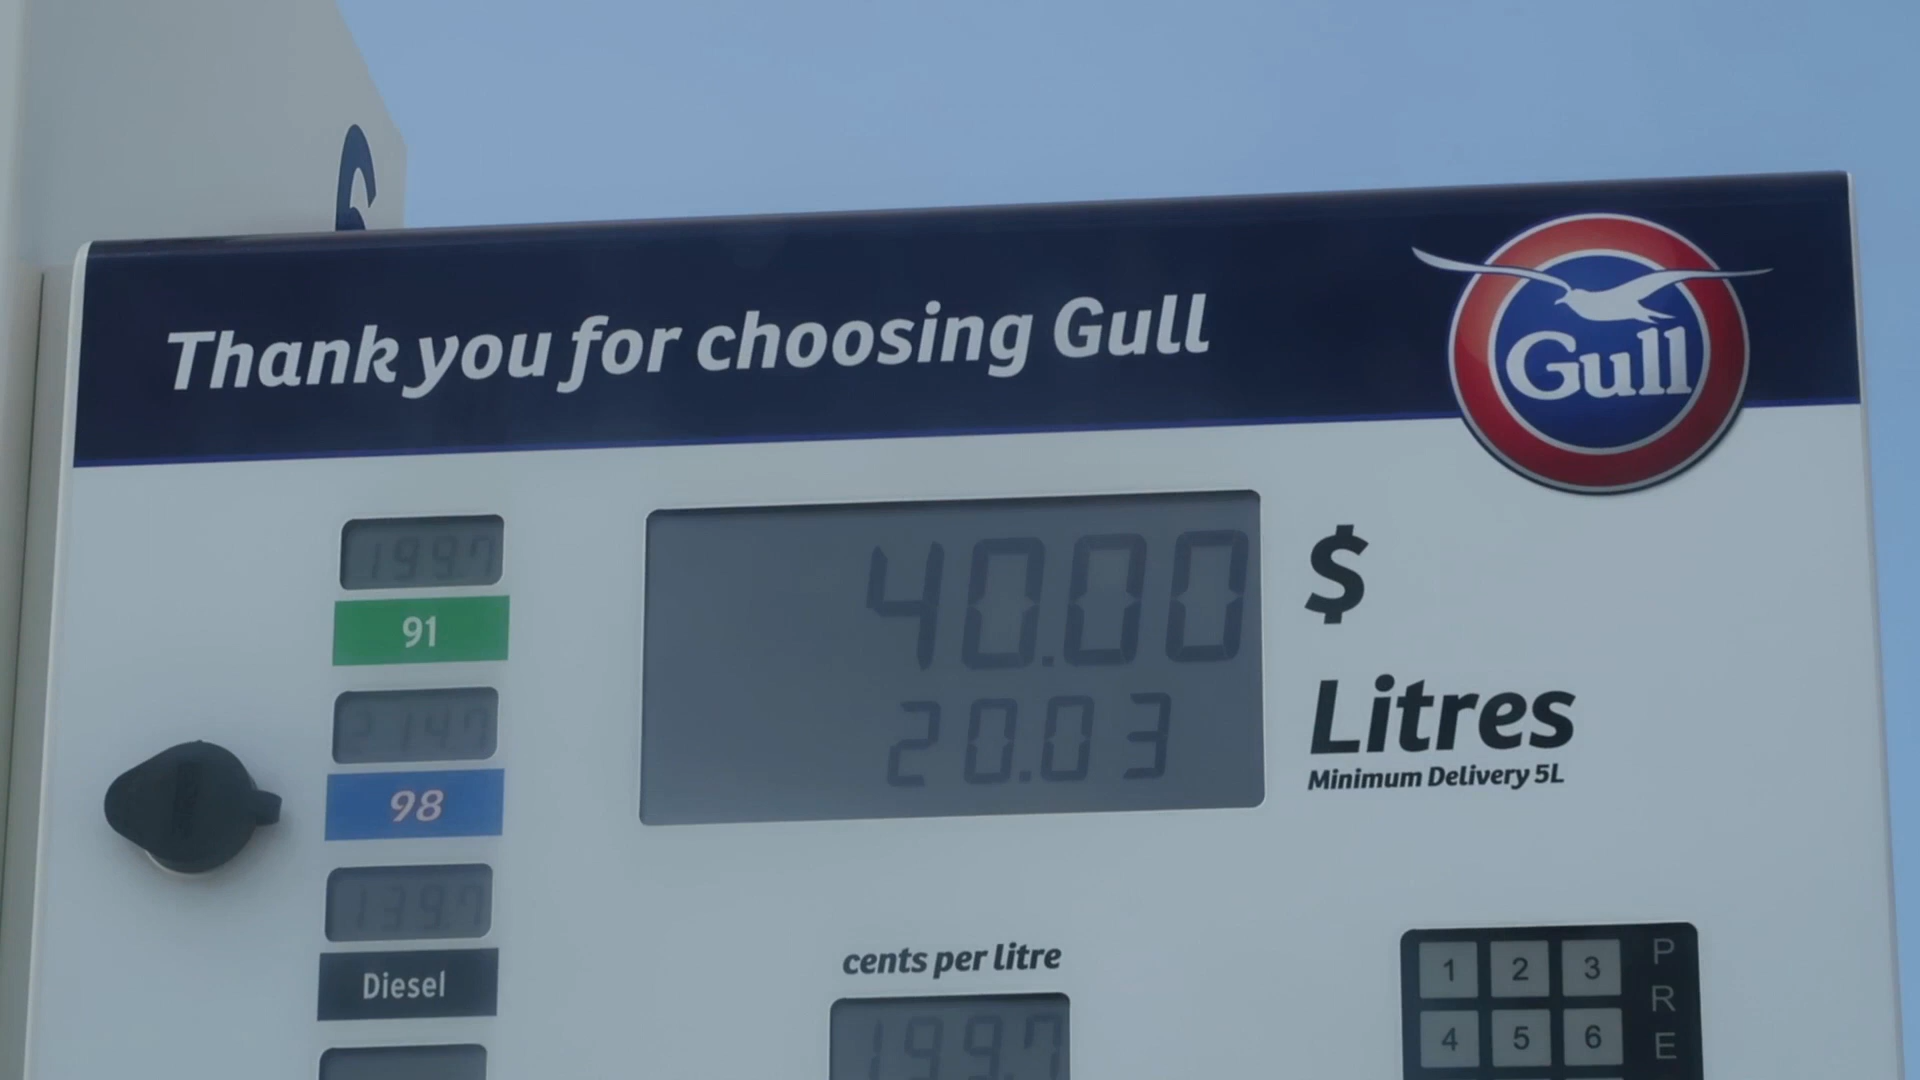 Thank you for choosing Gull
Gull
199.7
91
214.7
98
139.7
Diesel
40.00
$
20.03
Litres
Minimum Delivery 5L
cents per litre
199.7
1 2 3
4 5 6
P
R
E